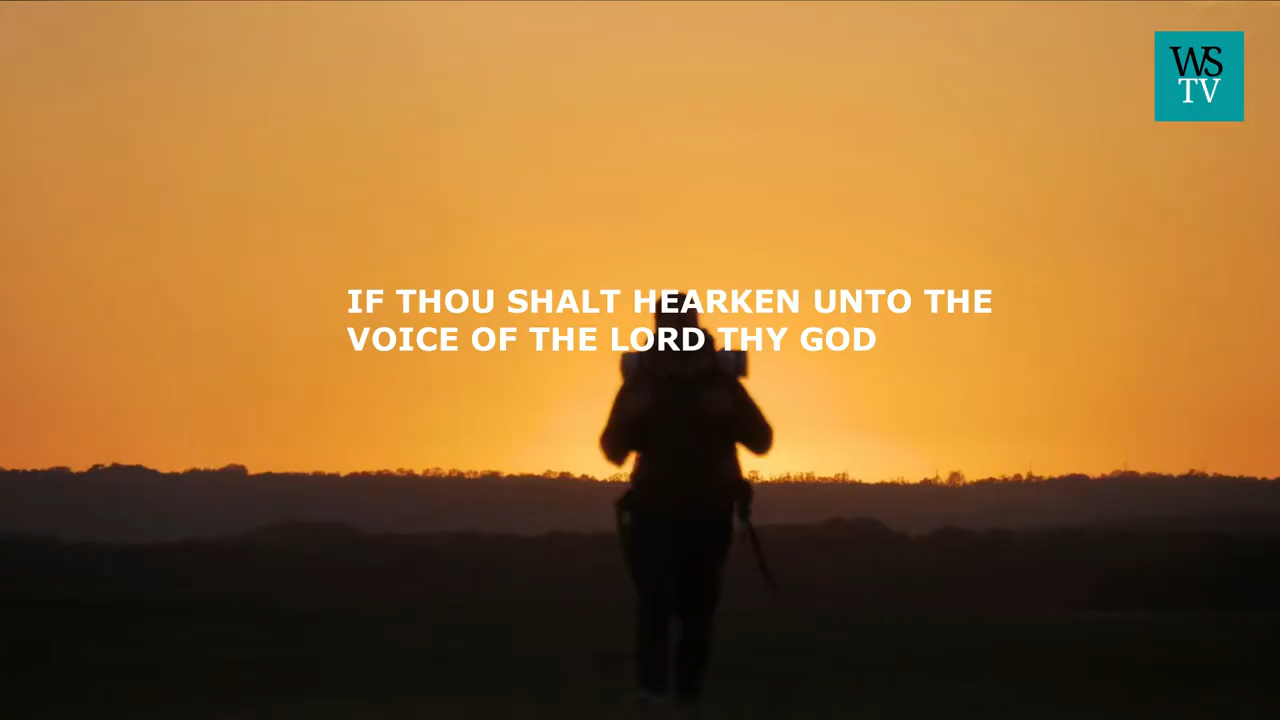 WS
TV
IF THOU SHALT HEARKEN UNTO THE
VOICE OF THE LORD THY GOD